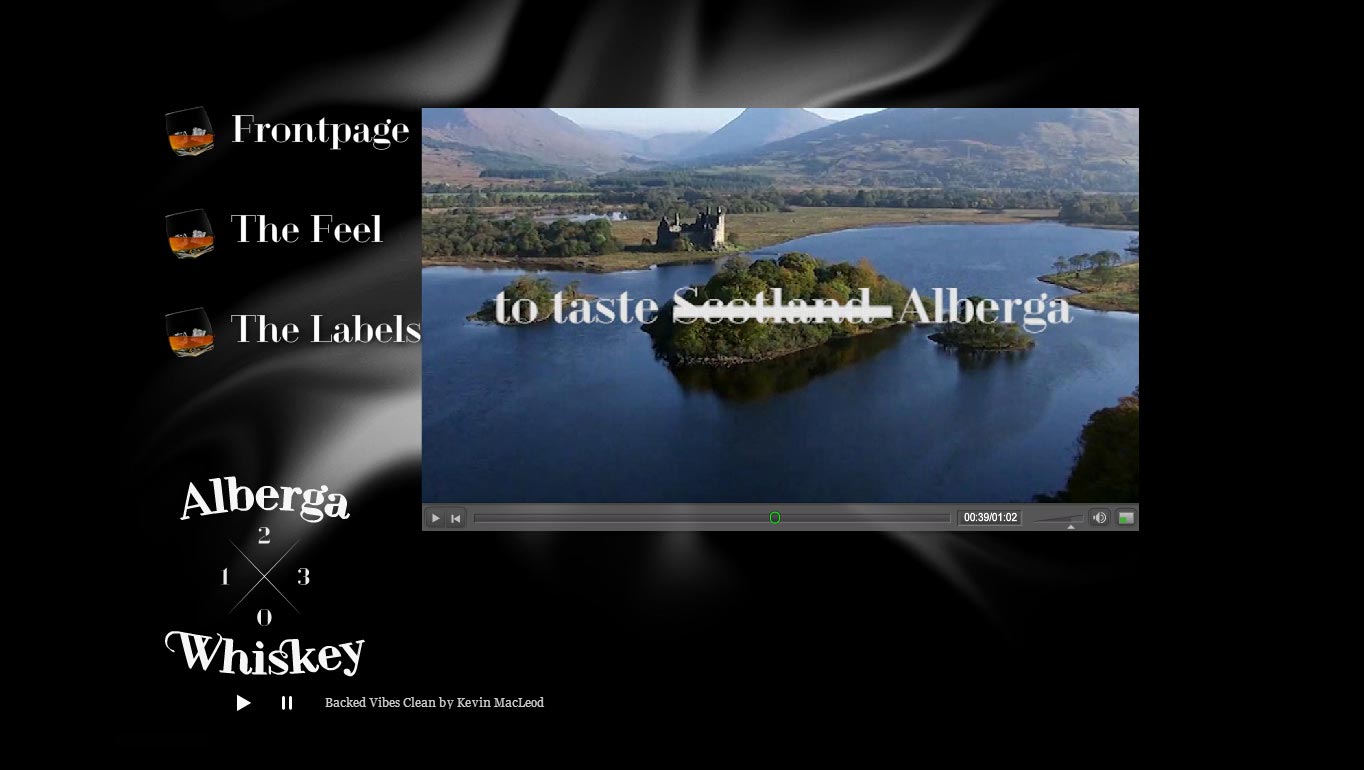 Frontpage
The Feel
to taste Scotland Alberga
The Labels
00:39/01:02
Alberga
2
1 3
0
Whiskey
Backed Vibes Clean by Kevin MacLeod